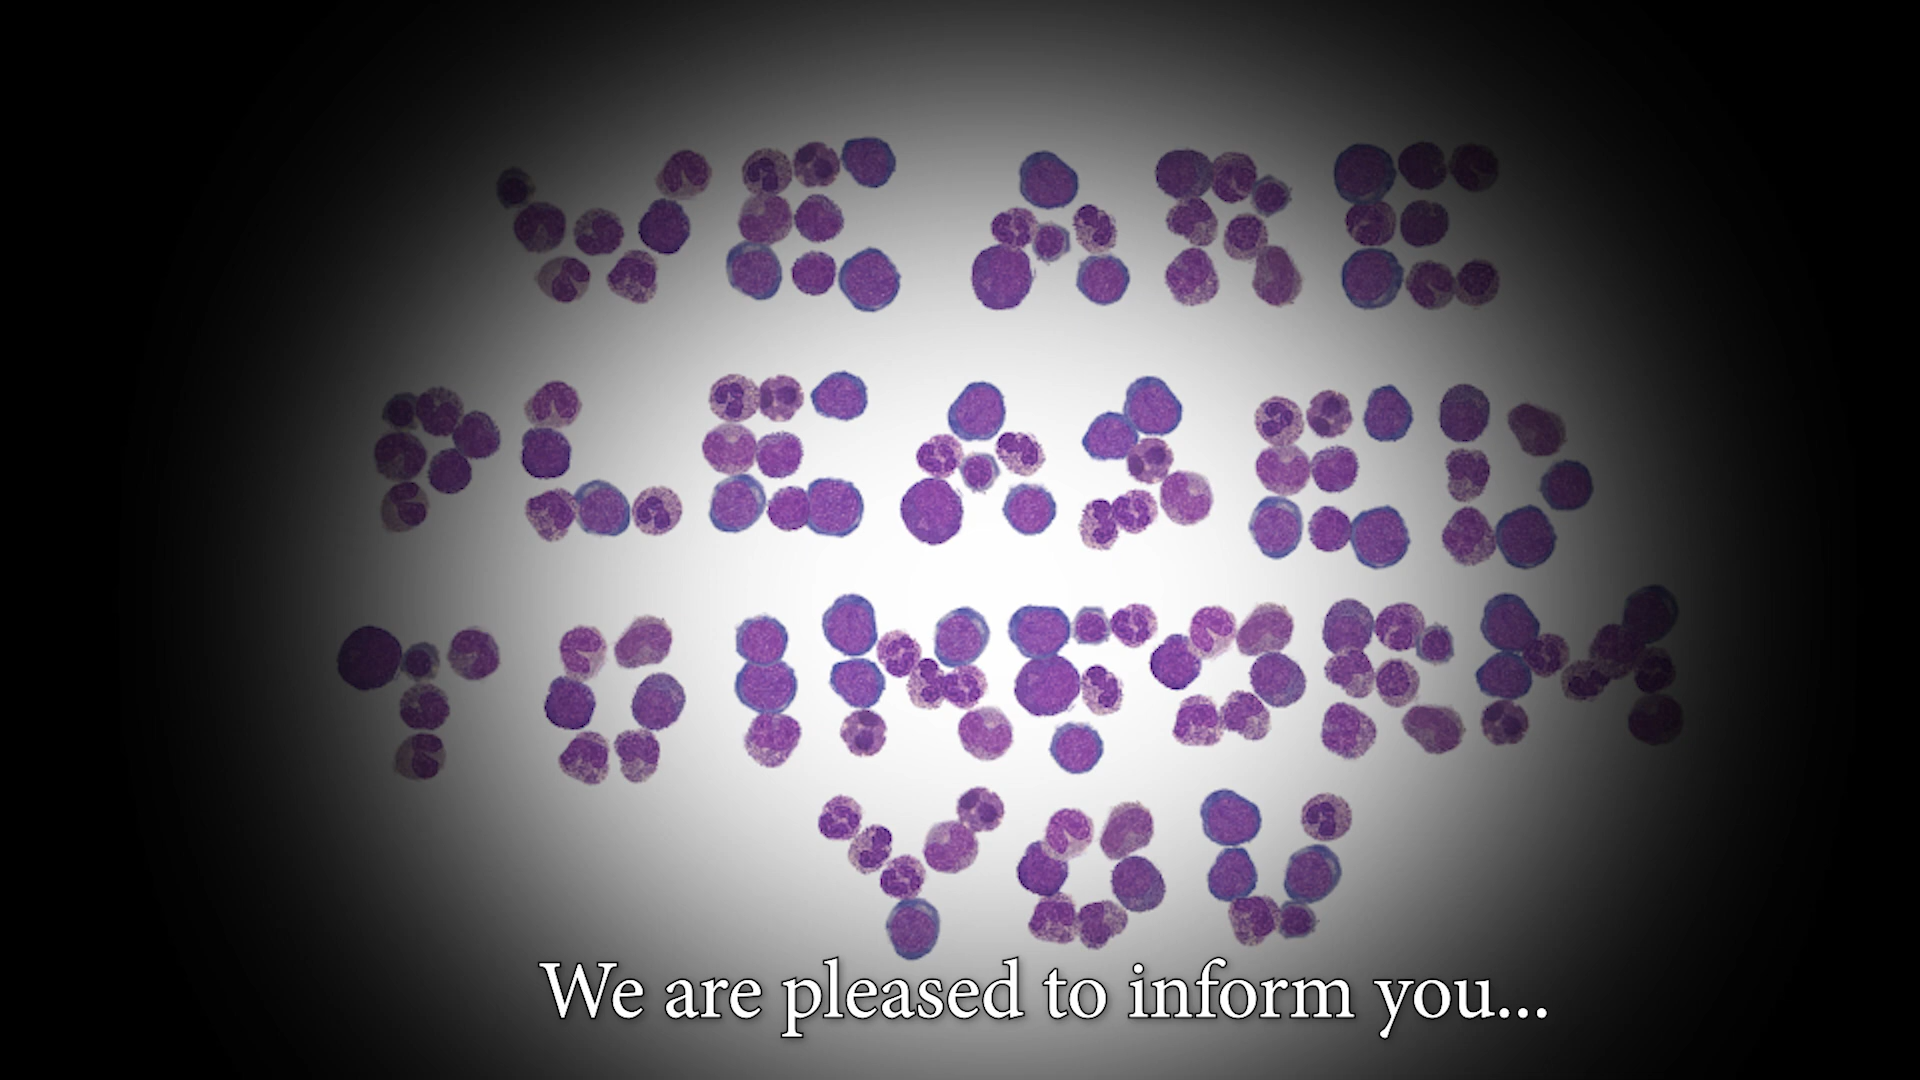 WE ARE
PLEASED
TO INFORM
YOU
We are pleased to inform you...